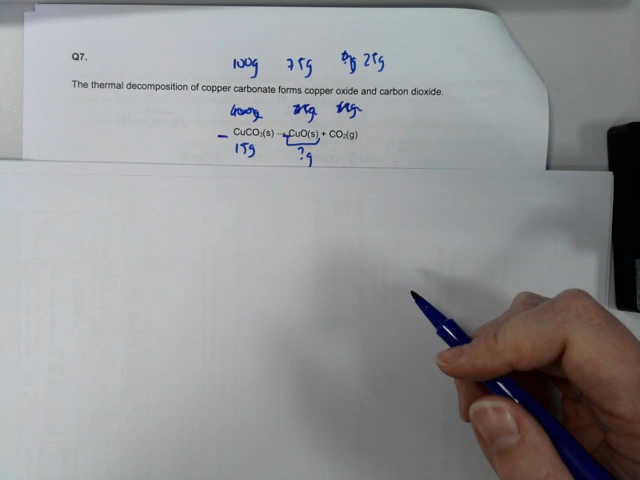 Q7.
100g 75g ?g 25g
The thermal decomposition of copper carbonate forms copper oxide and carbon dioxide.
CuCO₃(s) → CuO(s) + CO₂(g)
15g ?g